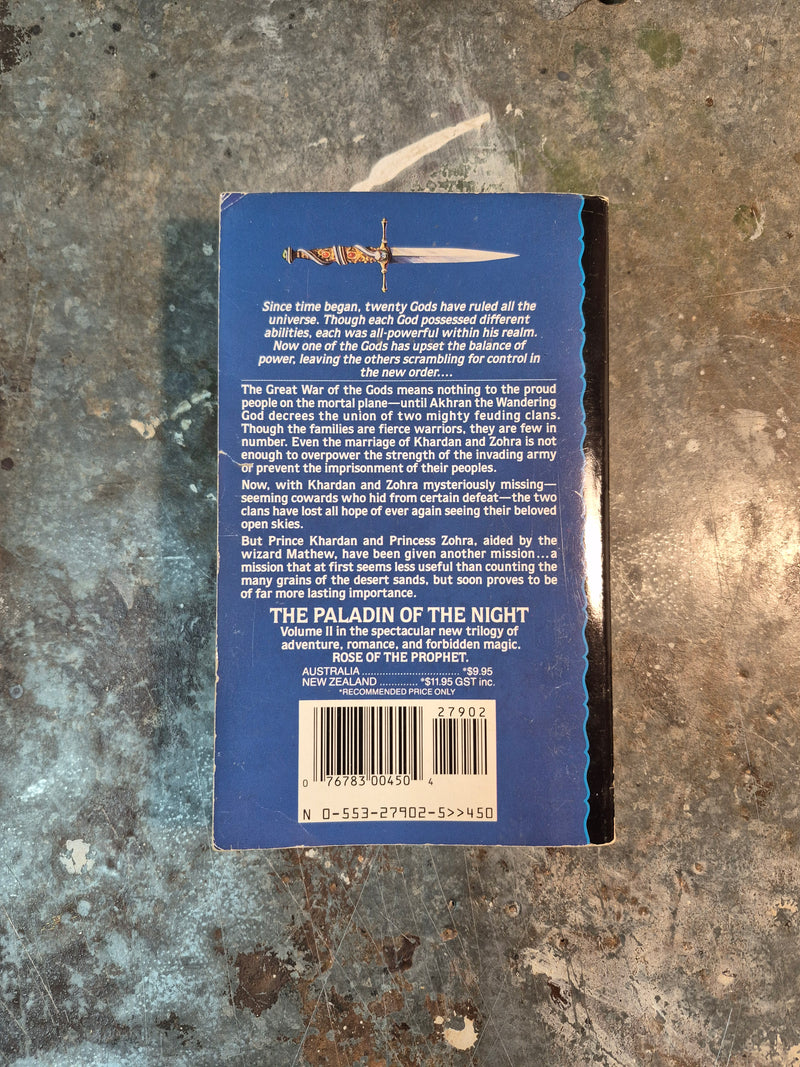 Since time began, twenty Gods have ruled all the
universe. Though each God possessed different
abilities, each was all-powerful within his realm.
Now one of the Gods has upset the balance of
power, leaving the others scrambling for control in
the new order....
The Great War of the Gods means nothing to the proud
people on the mortal plane—until Akhran the Wandering
God decrees the union of two mighty feuding clans.
Though the families are fierce warriors, they are few in
number. Even the marriage of Khardan and Zohra is not
enough to overpower the strength of the invading army
or prevent the imprisonment of their peoples.
Now, with Khardan and Zohra mysteriously missing—
seeming cowards who hid from certain defeat—the two
clans have lost all hope of ever again seeing their beloved
open skies.
But Prince Khardan and Princess Zohra, aided by the
wizard Mathew, have been given another mission...a
mission that at first seems less useful than counting the
many grains of the desert sands, but soon proves to be
of far more lasting importance.
THE PALADIN OF THE NIGHT
Volume II in the spectacular new trilogy of
adventure, romance, and forbidden magic.
ROSE OF THE PROPHET.
AUSTRALIA ................................ *$9.95
NEW ZEALAND ............ *$11.95 GST inc.
*RECOMMENDED PRICE ONLY
27902
0 76783 00450 4
N 0-553-27902-5>>450